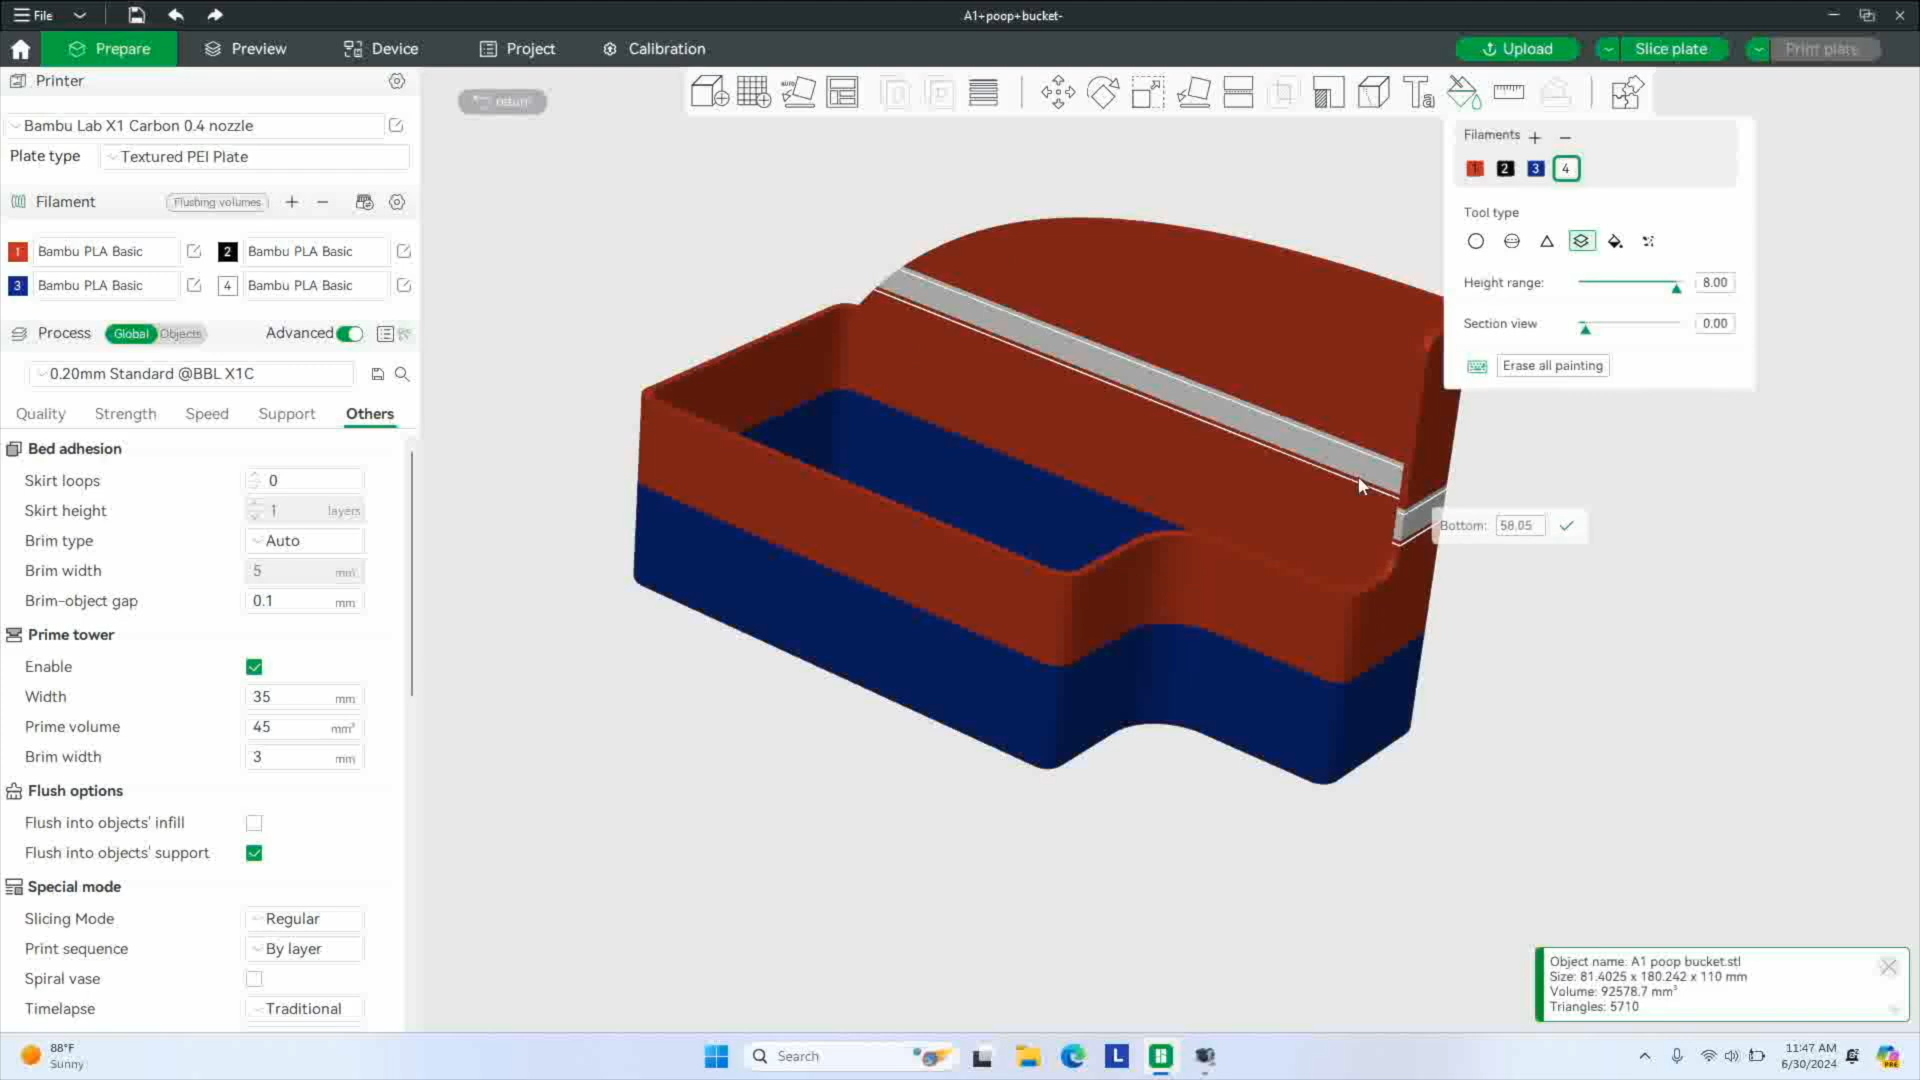 File
A1+poop+bucket-
Prepare
Preview
Device
Project
Calibration
Upload
Slice plate
Print plate
Printer
return
Bambu Lab X1 Carbon 0.4 nozzle
Plate type
Textured PEI Plate
Filament
Flushing volumes
1 Bambu PLA Basic
2 Bambu PLA Basic
3 Bambu PLA Basic
4 Bambu PLA Basic
Process
Global
Objects
Advanced
0.20mm Standard @BBL X1C
Quality
Strength
Speed
Support
Others
Bed adhesion
Skirt loops 0
Skirt height 1 layers
Brim type Auto
Brim width 5 mm
Brim-object gap 0.1 mm
Prime tower
Enable
Width 35 mm
Prime volume 45 mm³
Brim width 3 mm
Flush options
Flush into objects' infill
Flush into objects' support
Special mode
Slicing Mode Regular
Print sequence By layer
Spiral vase
Timelapse Traditional
Filaments
1 2 3 4
Tool type
Height range: 8.00
Section view 0.00
Erase all painting
Bottom: 58.05
Object name: A1 poop bucket.stl
Size: 81.4025 x 180.242 x 110 mm
Volume: 92578.7 mm³
Triangles: 5710
88°F
Sunny
Search
L
11:47 AM
6/30/2024
PRE